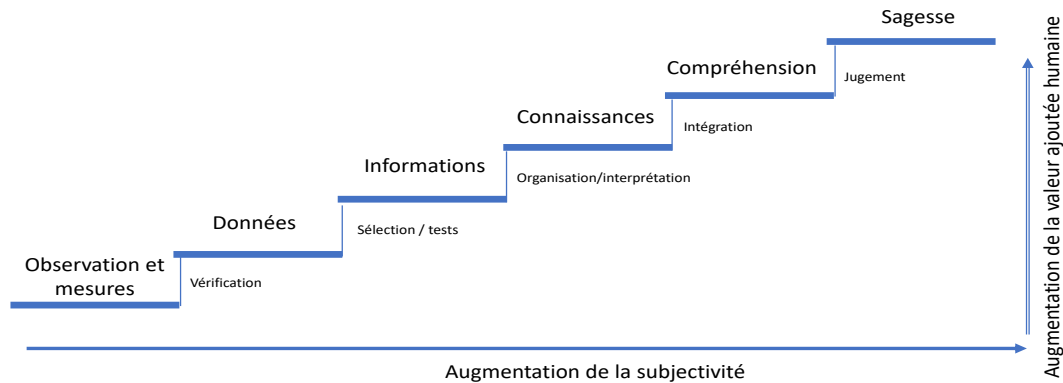 Sagesse
Compréhension
Jugement
Connaissances
Intégration
Informations
Organisation/interprétation
Données
Sélection / tests
Observation et
mesures
Vérification
Augmentation de la subjectivité
Augmentation de la valeur ajoutée humaine